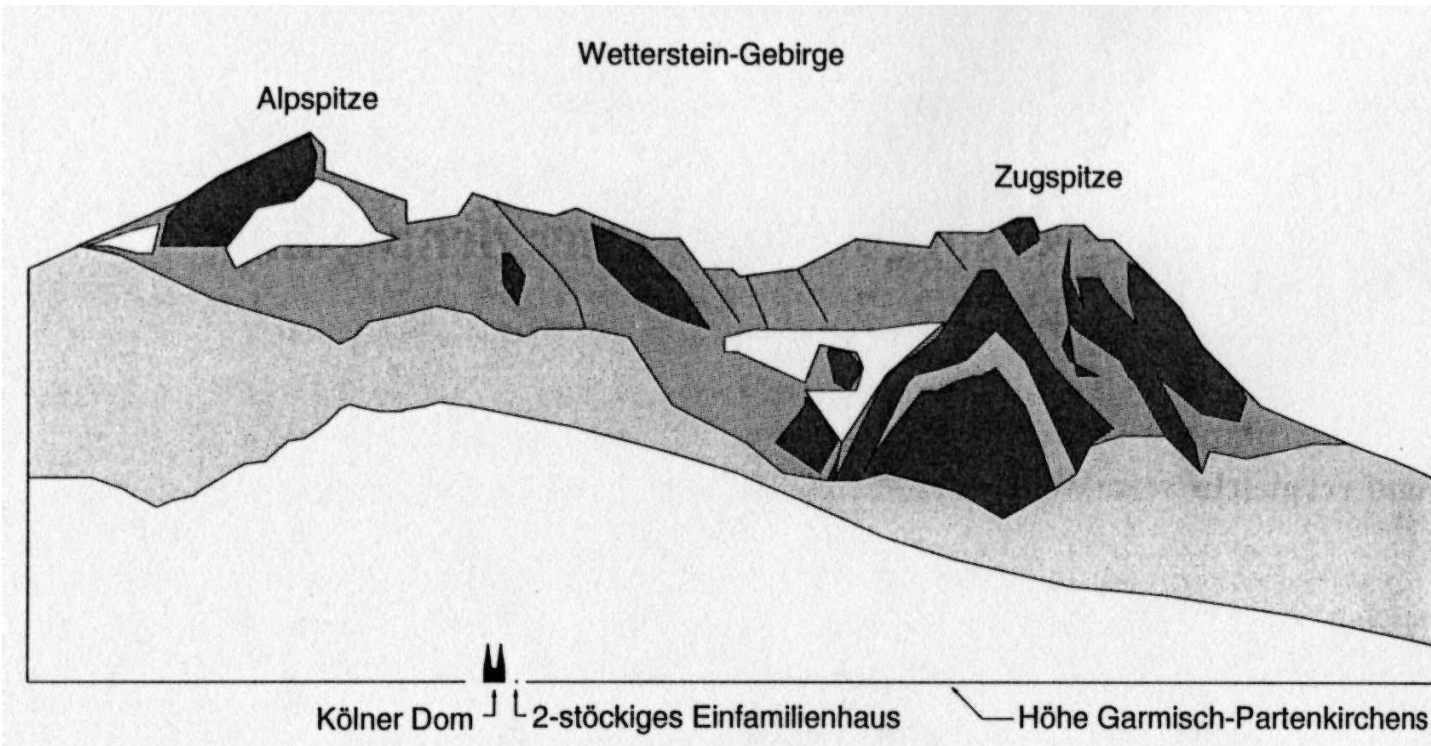 Wetterstein-Gebirge
Alpspitze
Zugspitze
Kölner Dom
2-stöckiges Einfamilienhaus
Höhe Garmisch-Partenkirchens